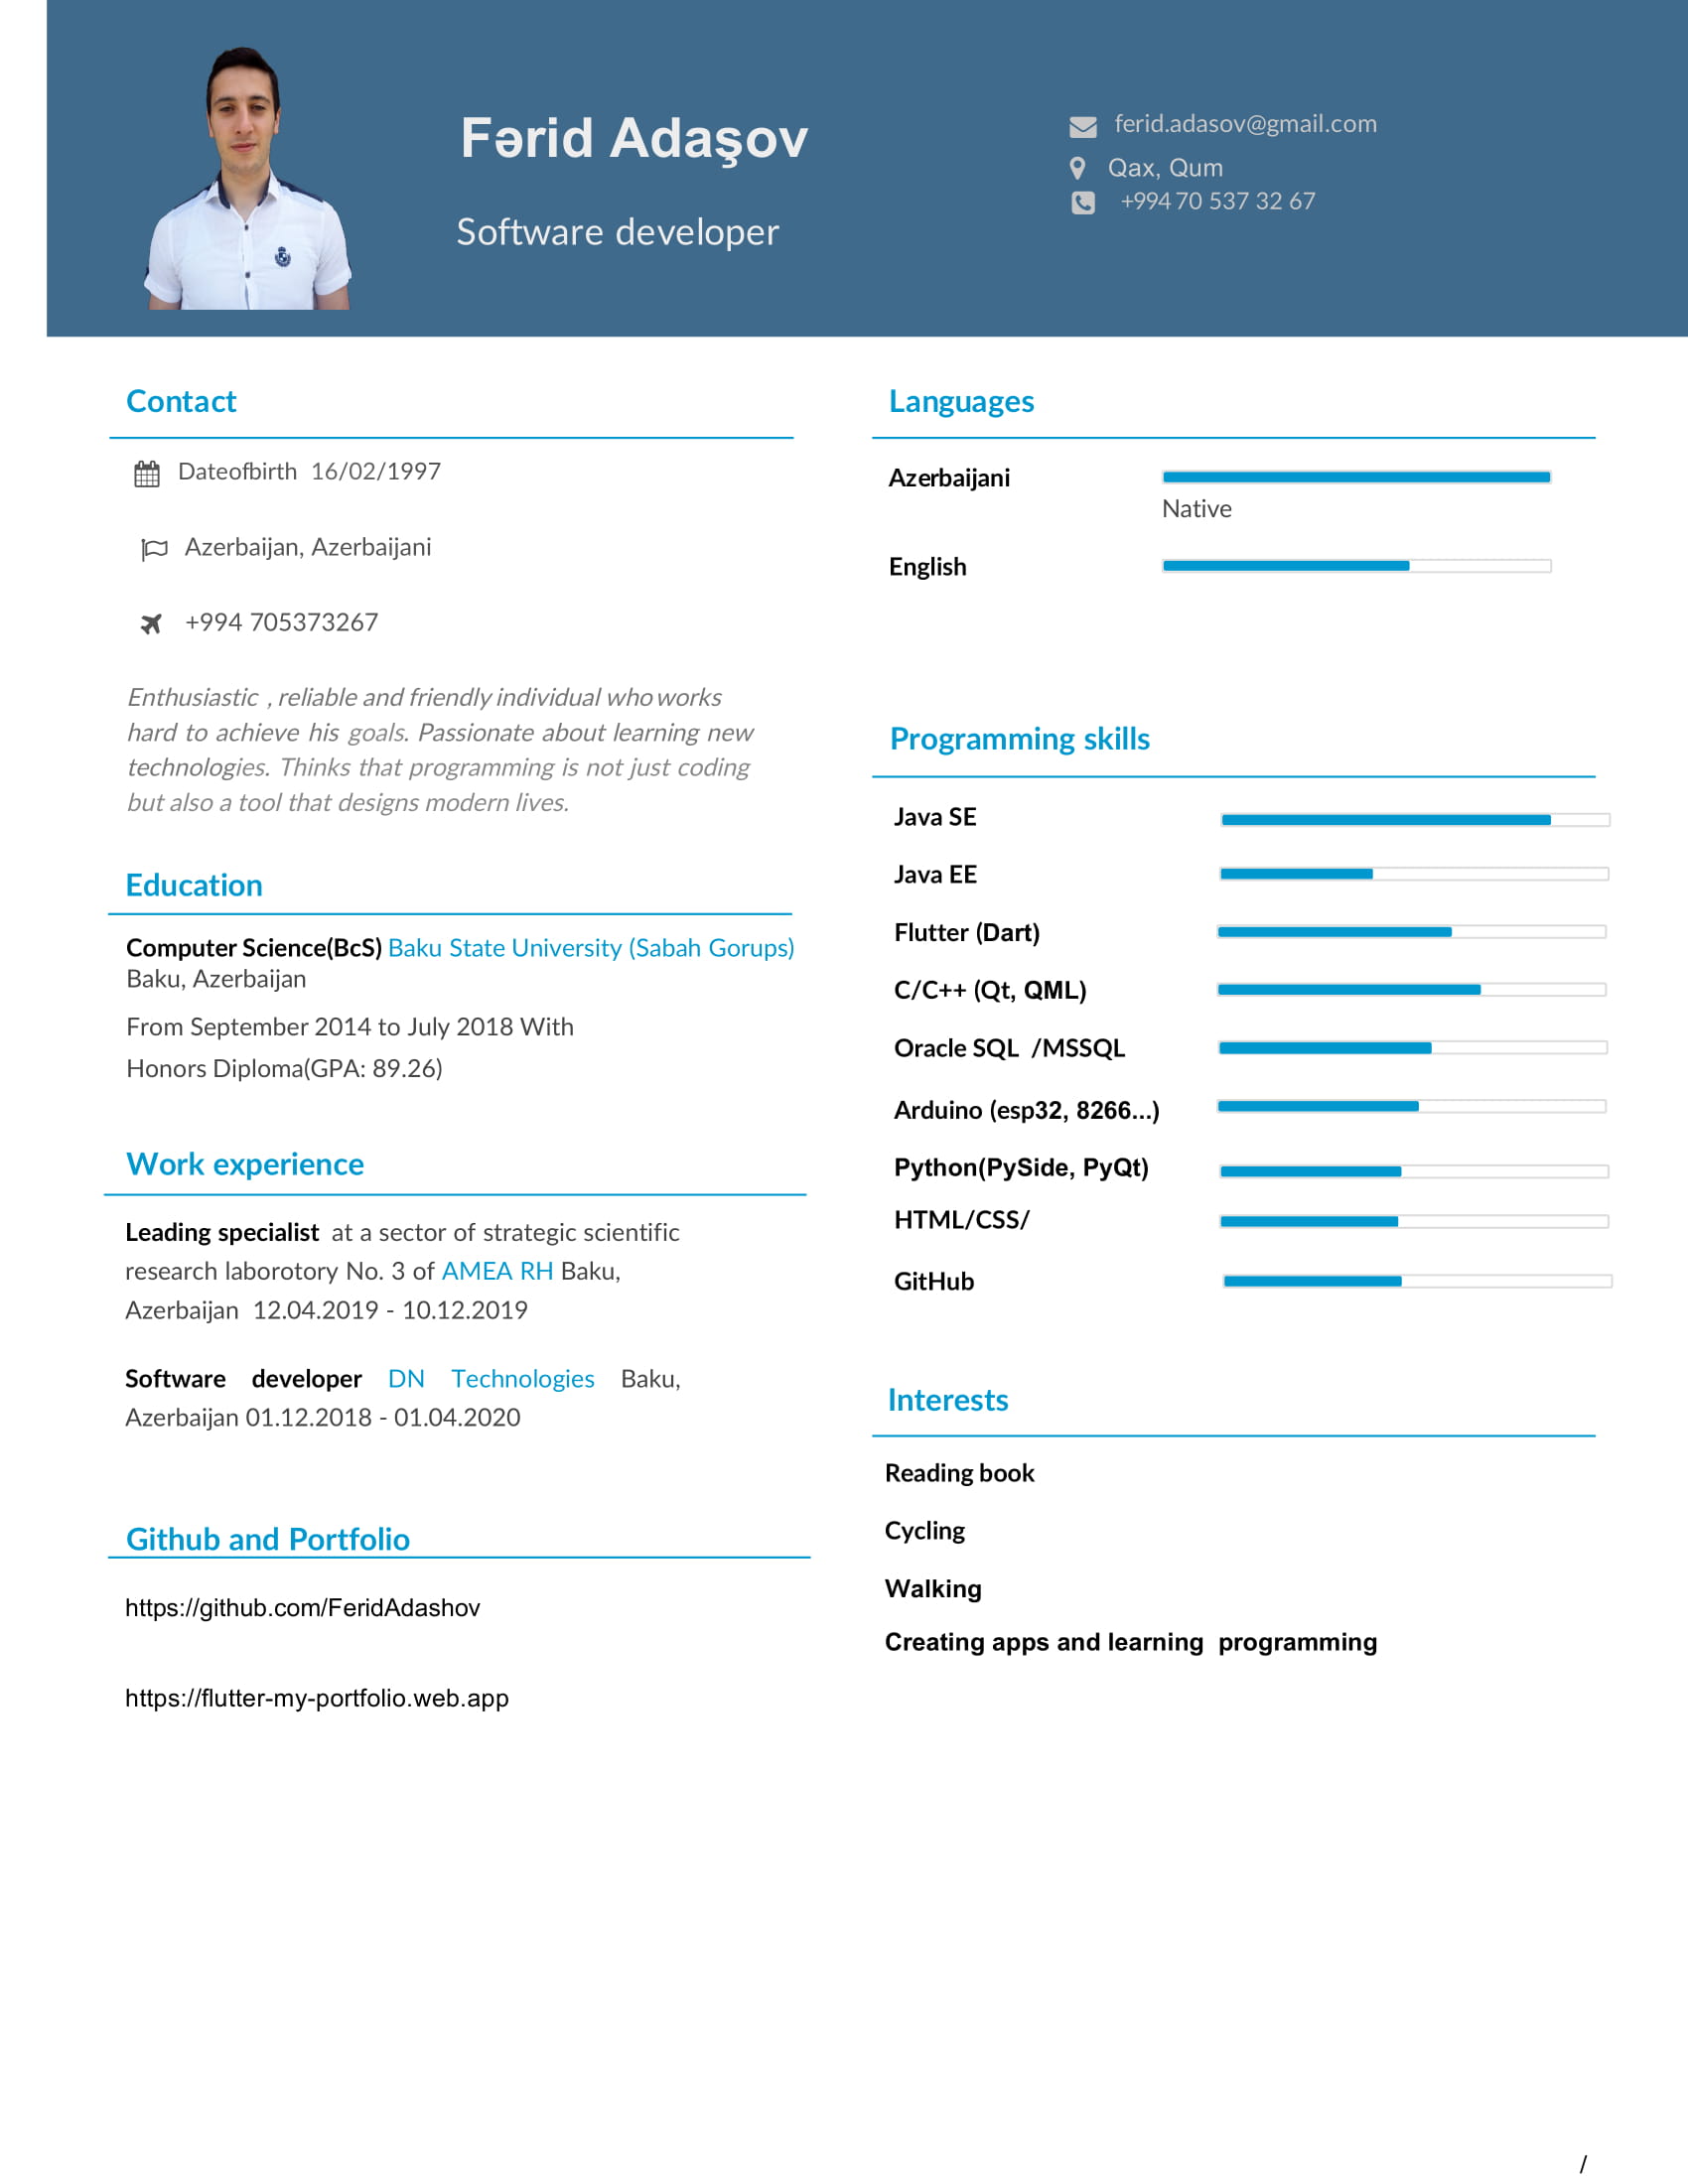 Fərid Adaşov
Software developer
ferid.adasov@gmail.com
Qax, Qum
+994 70 537 32 67
Contact
Dateofbirth 16/02/1997
Azerbaijan, Azerbaijani
+994 705373267
Enthusiastic , reliable and friendly individual who works
hard to achieve his goals. Passionate about learning new
technologies. Thinks that programming is not just coding
but also a tool that designs modern lives.
Education
Computer Science(BcS) Baku State University (Sabah Gorups)
Baku, Azerbaijan
From September 2014 to July 2018 With
Honors Diploma(GPA: 89.26)
Work experience
Leading specialist at a sector of strategic scientific
research laborotory No. 3 of AMEA RH Baku,
Azerbaijan 12.04.2019 - 10.12.2019
Software developer DN Technologies Baku,
Azerbaijan 01.12.2018 - 01.04.2020
Github and Portfolio
https://github.com/FeridAdashov
https://flutter-my-portfolio.web.app
Languages
Azerbaijani
Native
English
Programming skills
Java SE
Java EE
Flutter (Dart)
C/C++ (Qt, QML)
Oracle SQL /MSSQL
Arduino (esp32, 8266...)
Python(PySide, PyQt)
HTML/CSS/
GitHub
Interests
Reading book
Cycling
Walking
Creating apps and learning programming
/